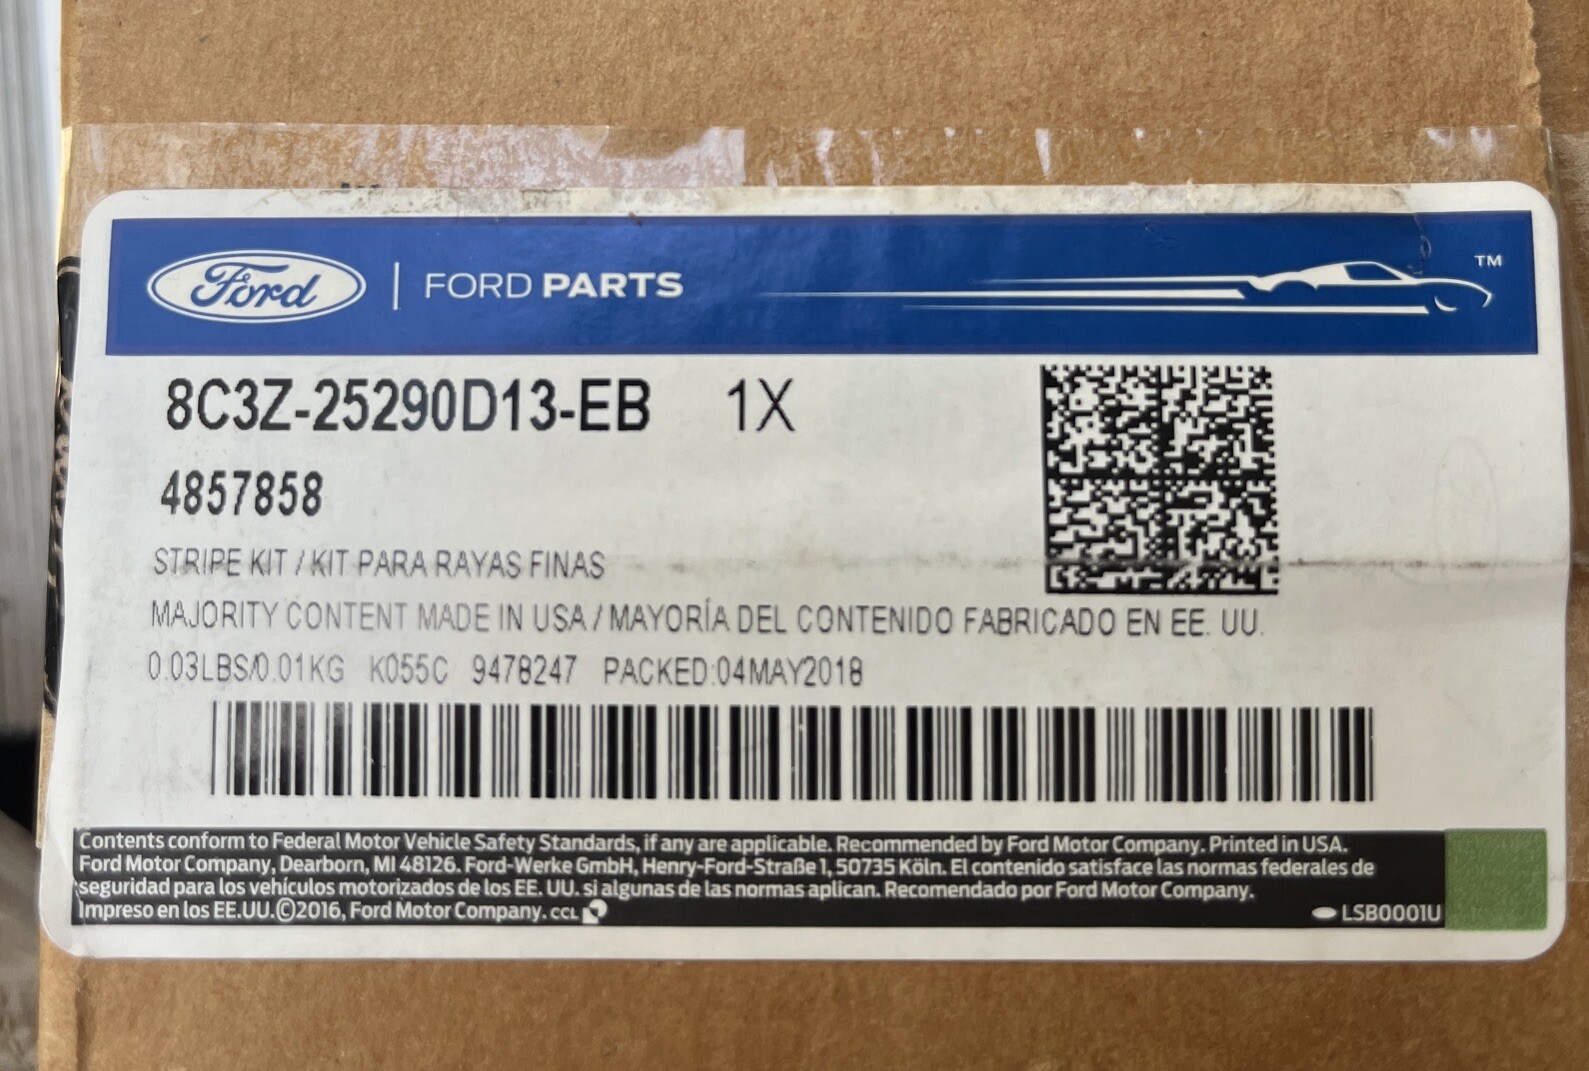 Ford | FORD PARTS TM
8C3Z-25290D13-EB 1X
4857858
STRIPE KIT / KIT PARA RAYAS FINAS
MAJORITY CONTENT MADE IN USA / MAYORÍA DEL CONTENIDO FABRICADO EN EE. UU.
0.03LBS/0.01KG K055C 9478247 PACKED:04MAY2018
Contents conform to Federal Motor Vehicle Safety Standards, if any are applicable. Recommended by Ford Motor Company. Printed in USA.
Ford Motor Company, Dearborn, MI 48126. Ford-Werke GmbH, Henry-Ford-Straße 1, 50735 Köln. El contenido satisface las normas federales de
seguridad para los vehículos motorizados de los EE. UU. si algunas de las normas aplican. Recomendado por Ford Motor Company.
Impreso en los EE.UU.©2016, Ford Motor Company. CCL
LSB0001U